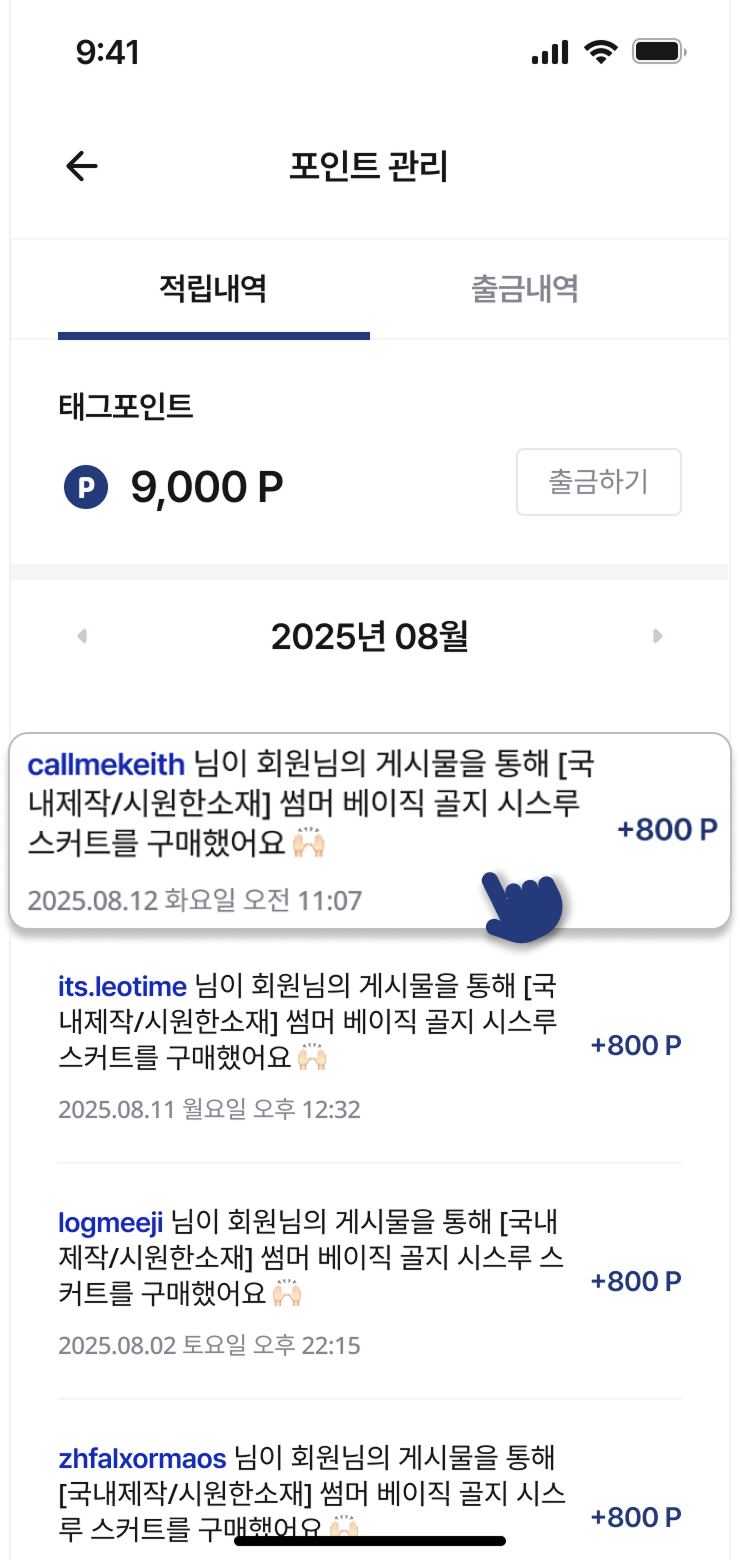 9:41
포인트 관리
적립내역
출금내역
태그포인트
P 9,000 P
출금하기
2025년 08월
callmekeith 님이 회원님의 게시물을 통해 [국
내제작/시원한소재] 썸머 베이직 골지 시스루
스커트를 구매했어요 🙌🏻
+800 P
2025.08.12 화요일 오전 11:07
its.leotime 님이 회원님의 게시물을 통해 [국
내제작/시원한소재] 썸머 베이직 골지 시스루
스커트를 구매했어요 🙌🏻
+800 P
2025.08.11 월요일 오후 12:32
logmeeji 님이 회원님의 게시물을 통해 [국내
제작/시원한소재] 썸머 베이직 골지 시스루 스
커트를 구매했어요 🙌🏻
+800 P
2025.08.02 토요일 오후 22:15
zhfalxormaos 님이 회원님의 게시물을 통해
[국내제작/시원한소재] 썸머 베이직 골지 시스
루 스커트를 구매했어요 🙌🏻
+800 P